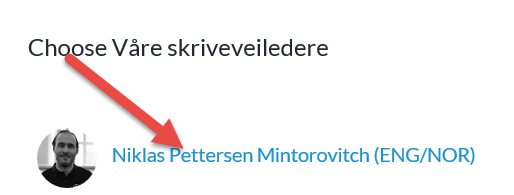 Choose Våre skriveveiledere
Niklas Pettersen Mintorovitch (ENG/NOR)